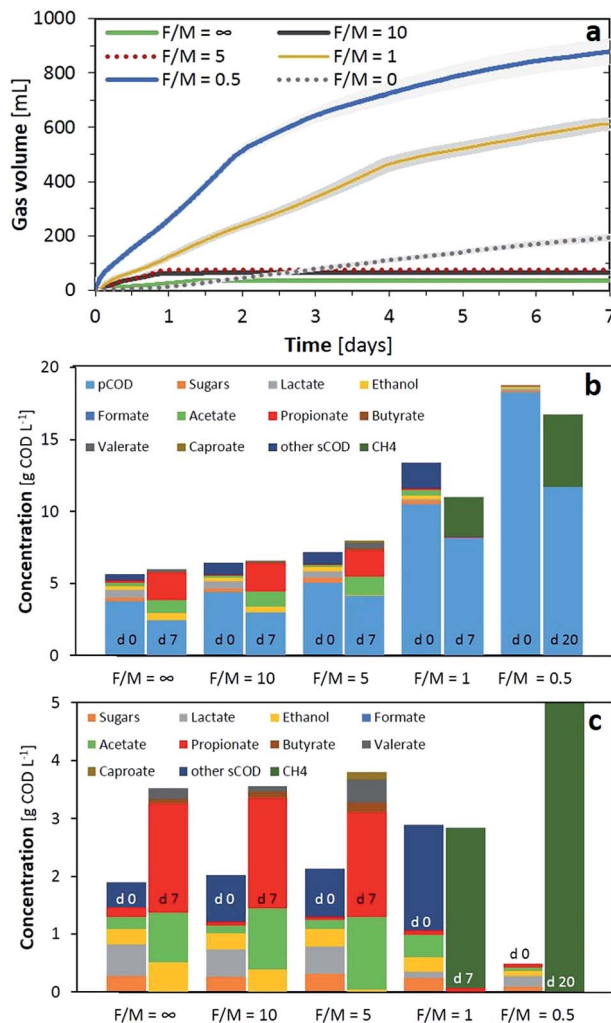 F/M = ∞ F/M = 10 a
F/M = 5 F/M = 1
F/M = 0.5 F/M = 0
Gas volume [mL]
1000
800
600
400
200
0
0 1 2 3 4 5 6 7
Time [days]
b
pCOD Sugars Lactate Ethanol
Formate Acetate Propionate Butyrate
Valerate Caproate other sCOD CH4
Concentration [g COD L-1]
20
15
10
5
0
d 0 d 7 d 0 d 7 d 0 d 7 d 0 d 7 d 0 d 20
F/M = ∞ F/M = 10 F/M = 5 F/M = 1 F/M = 0.5
c
Sugars Lactate Ethanol Formate
Acetate Propionate Butyrate Valerate
Caproate other sCOD CH4
Concentration [g COD L-1]
5
4
3
2
1
0
d 0 d 7 d 0 d 7 d 0 d 7 d 0 d 7 d 0 d 20
F/M = ∞ F/M = 10 F/M = 5 F/M = 1 F/M = 0.5